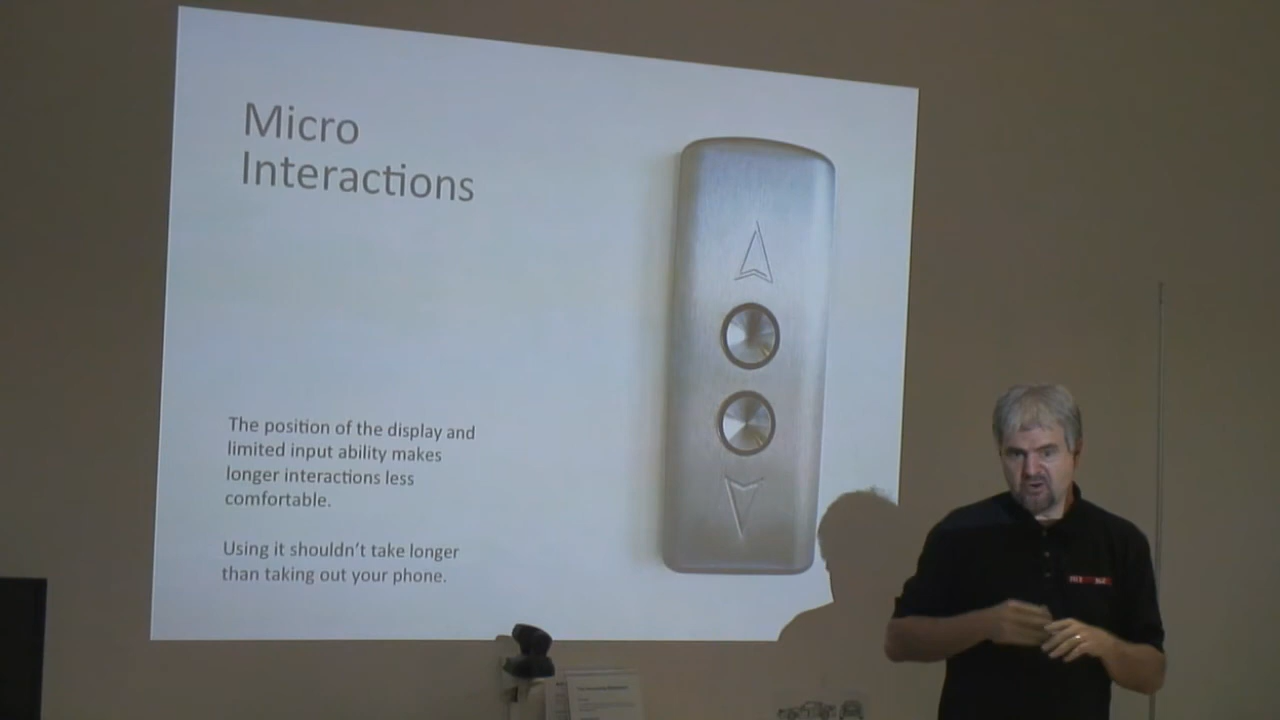 Micro
Interactions
The position of the display and
limited input ability makes
longer interactions less
comfortable.
Using it shouldn't take longer
than taking out your phone.